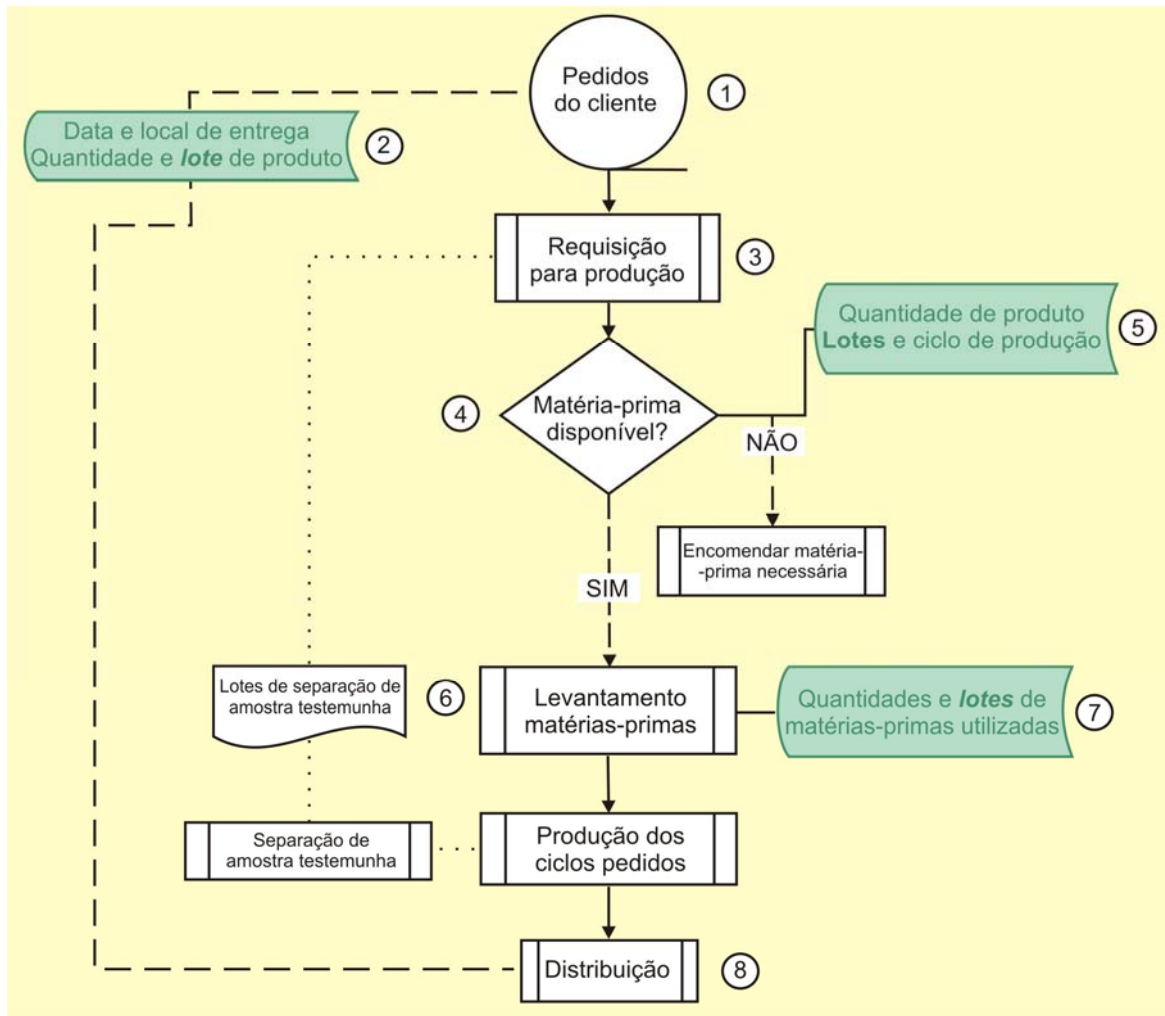 Pedidos
do cliente
1
Data e local de entrega
Quantidade e lote de produto
2
Requisição
para produção
3
Quantidade de produto
Lotes e ciclo de produção
5
4
Matéria-prima
disponível?
NÃO
Encomendar matéria-
-prima necessária
SIM
Lotes de separação de
amostra testemunha
6
Levantamento
matérias-primas
Quantidades e lotes de
matérias-primas utilizadas
7
Separação de
amostra testemunha
Produção dos
ciclos pedidos
Distribuição
8